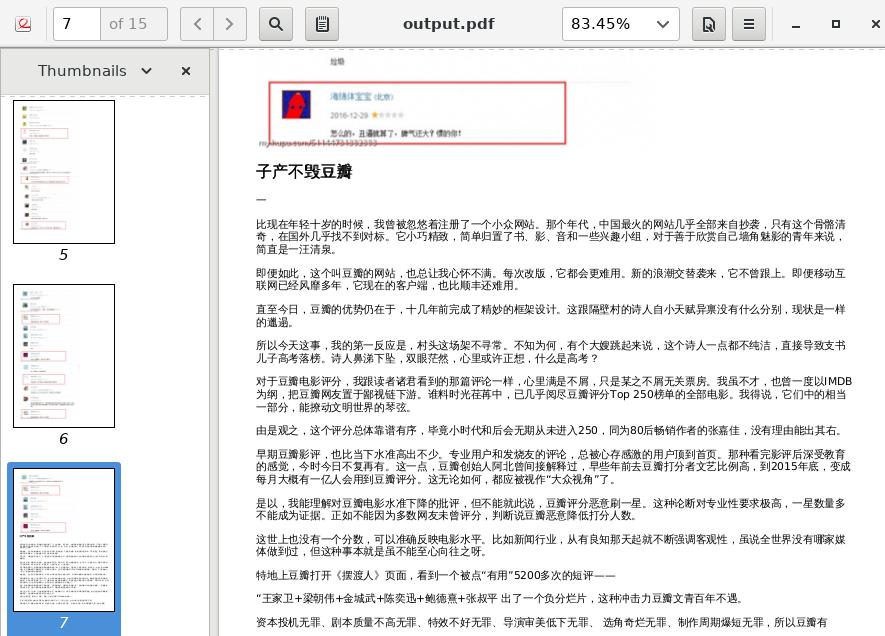 7
of 15
output.pdf
83.45%
Thumbnails
5
6
7
垃圾
海绵体宝宝 (北京)
2016-12-29
怎么的，丑逼就算了，脾气还大？惯的你！
子产不毁豆瓣
一
比现在年轻十岁的时候，我曾被忽悠着注册了一个小众网站。那个年代，中国最火的网站几乎全部来自抄袭，只有这个骨骼清
奇，在国外几乎找不到对标。它小巧精致，简单归置了书、影、音和一些兴趣小组，对于善于欣赏自己墙角魅影的青年来说，
简直是一汪清泉。
即便如此，这个叫豆瓣的网站，也总让我心怀不满。每次改版，它都会更难用。新的浪潮交替袭来，它不曾跟上。即便移动互
联网已经风靡多年，它现在的客户端，也比顺丰还难用。
直至今日，豆瓣的优势仍在于，十几年前完成了精妙的框架设计。这跟隔壁村的诗人自小天赋异禀没有什么分别，现状是一样
的邋遢。
所以今天这事，我的第一反应是，村头这场架不寻常。不知为何，有个大嫂跳起来说，这个诗人一点都不纯洁，直接导致支书
儿子高考落榜。诗人鼻涕下坠，双眼茫然，心里或许正想，什么是高考？
对于豆瓣电影评分，我跟读者诸君看到的那篇评论一样，心里满是不屑，只是某之不屑无关票房。我虽不才，也曾一度以IMDB
为纲，把豆瓣网友置于鄙视链下游。谁料时光荏苒中，已几乎阅尽豆瓣评分Top 250榜单的全部电影。我得说，它们中的相当
一部分，能撩动文明世界的琴弦。
由是观之，这个评分总体靠谱有序，毕竟小时代和后会无期从未进入250，同为80后畅销作者的张嘉佳，没有理由能出其右。
早期豆瓣影评，也比当下水准高出不少。专业用户和发烧友的评论，总被心存感激的用户顶到首页。那种看完影评后深受教育
的感觉，今时今日不复再有。这一点，豆瓣创始人阿北曾间接解释过，早些年前去豆瓣打分者文艺比例高，到2015年底，变成
每月大概有一亿人会用到豆瓣评分。这无论如何，都应被视作“大众视角”了。
是以，我能理解对豆瓣电影水准下降的批评，但不能就此说，豆瓣评分恶意刷一星。这种论断对专业性要求极高，一星数量多
不能成为证据。正如不能因为多数网友未曾评分，判断说豆瓣恶意降低打分人数。
这世上也没有一个分数，可以准确反映电影水平。比如新闻行业，从有良知那天起就不断强调客观性，虽说全世界没有哪家媒
体做到过，但这种事本就是虽不能至心向往之呀。
特地上豆瓣打开《摆渡人》页面，看到一个被点“有用”5200多次的短评——
“王家卫+梁朝伟+金城武+陈奕迅+鲍德熹+张叔平 出了一个负分烂片，这种冲击力豆瓣文青百年不遇。
资本投机无罪、剧本质量不高无罪、特效不好无罪、导演审美低下无罪、 选角奇烂无罪、制作周期爆短无罪，所以豆瓣有